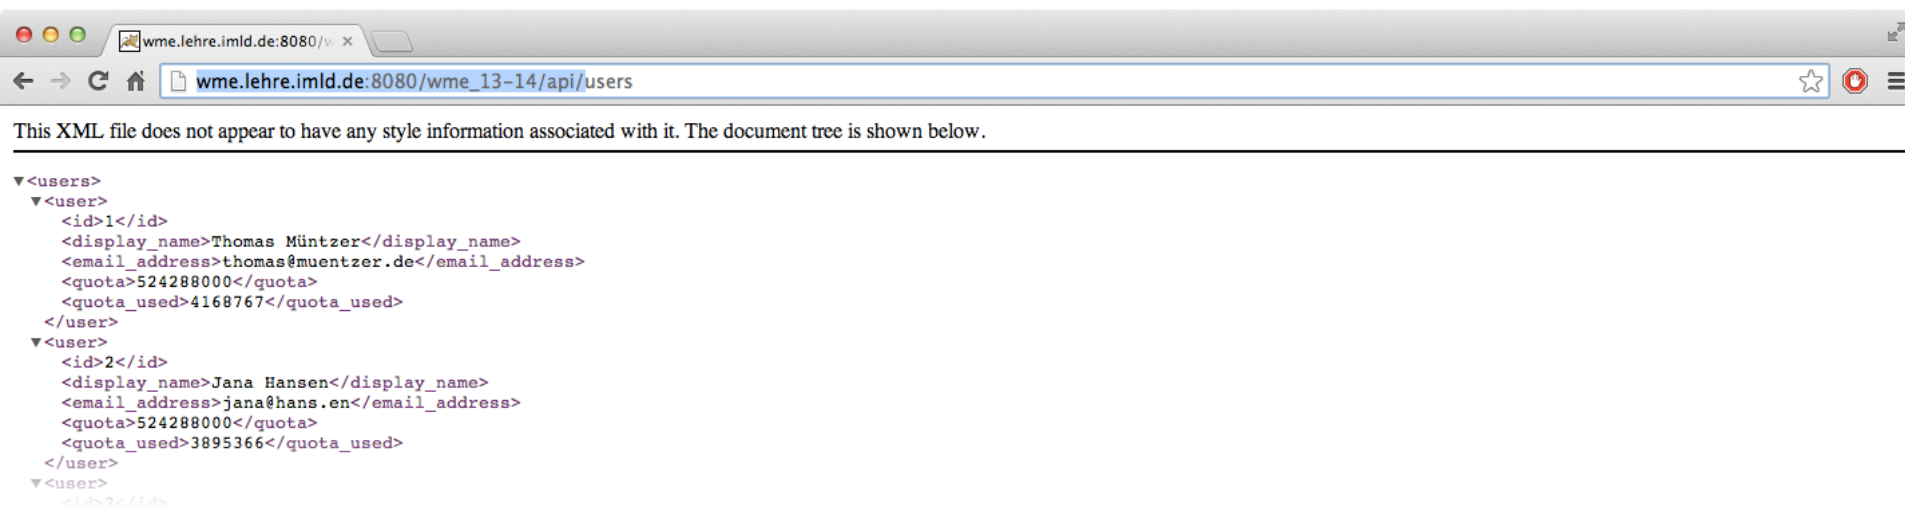 wme.lehre.imld.de:8080/w
wme.lehre.imld.de:8080/wme_13-14/api/users
This XML file does not appear to have any style information associated with it. The document tree is shown below.
▼<users>
▼<user>
<id>1</id>
<display_name>Thomas Müntzer</display_name>
<email_address>thomas@muentzer.de</email_address>
<quota>524288000</quota>
<quota_used>4168767</quota_used>
</user>
▼<user>
<id>2</id>
<display_name>Jana Hansen</display_name>
<email_address>jana@hans.en</email_address>
<quota>524288000</quota>
<quota_used>3895366</quota_used>
</user>
▼<user>
<id>3</id>